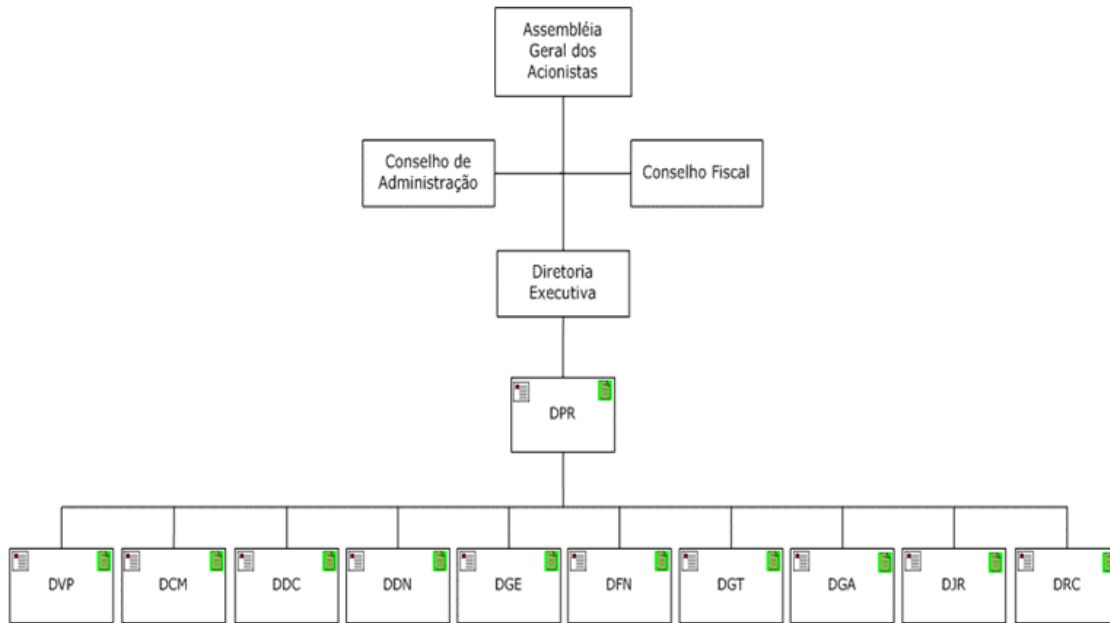 Assembléia
Geral dos
Acionistas
Conselho de
Administração
Conselho Fiscal
Diretoria
Executiva
DPR
DVP
DCM
DDC
DDN
DGE
DFN
DGT
DGA
DJR
DRC